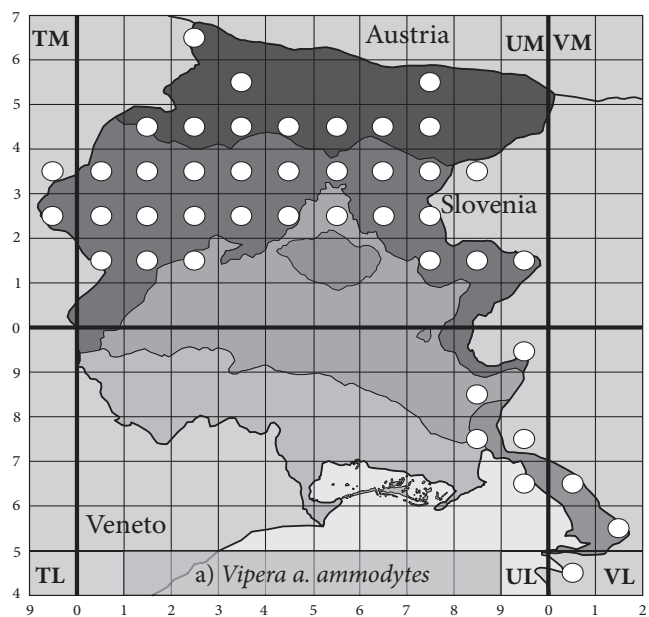 7
TM
Austria
UM
VM
6
5
4
3
Slovenia
2
1
0
9
8
7
6
Veneto
5
TL
a) Vipera a. ammodytes
UL
VL
4
9 0 1 2 3 4 5 6 7 8 9 0 1 2